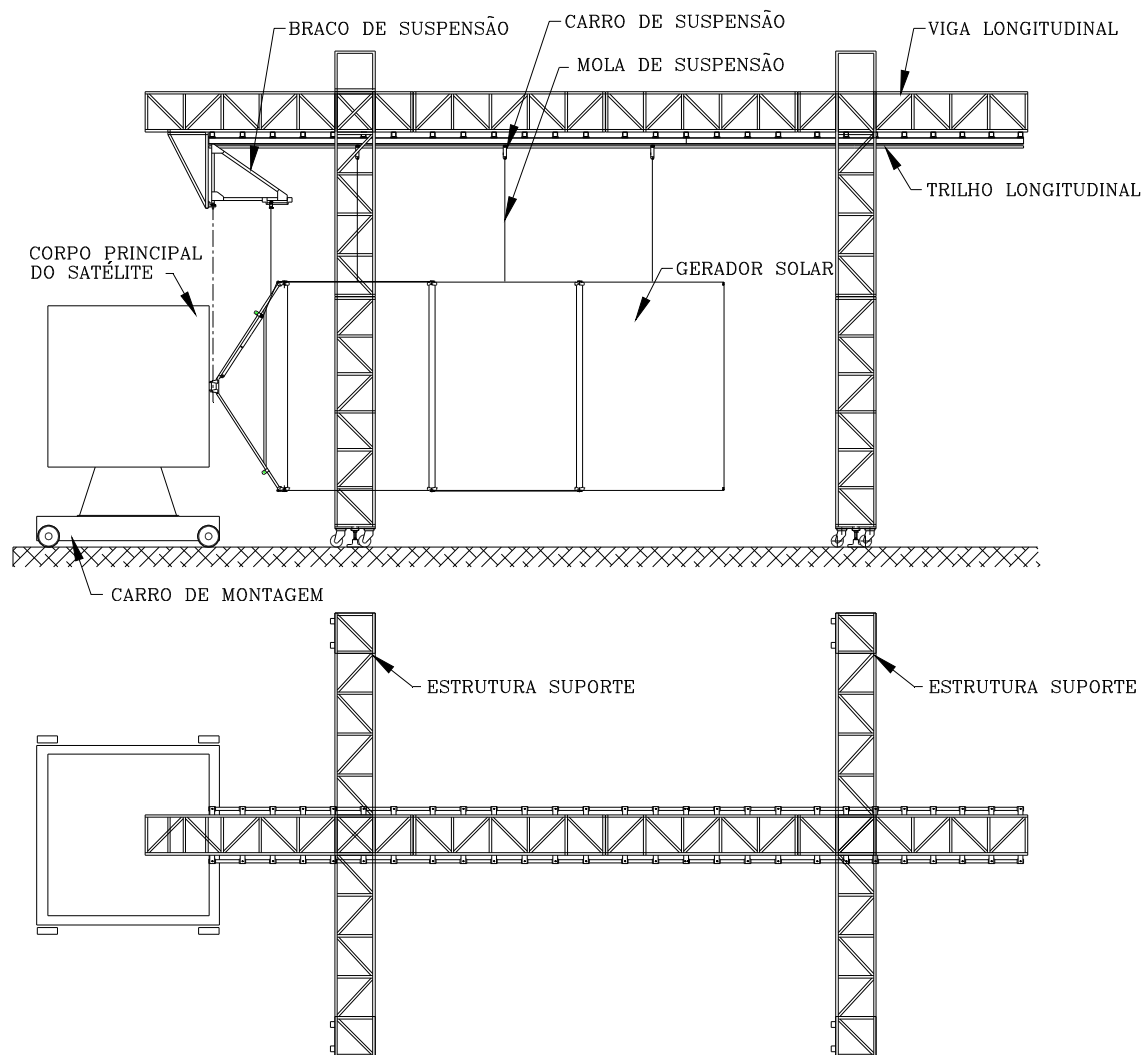 BRACO DE SUSPENSÃO
CARRO DE SUSPENSÃO
VIGA LONGITUDINAL
MOLA DE SUSPENSÃO
TRILHO LONGITUDINAL
CORPO PRINCIPAL
DO SATÉLITE
GERADOR SOLAR
CARRO DE MONTAGEM
ESTRUTURA SUPORTE
ESTRUTURA SUPORTE